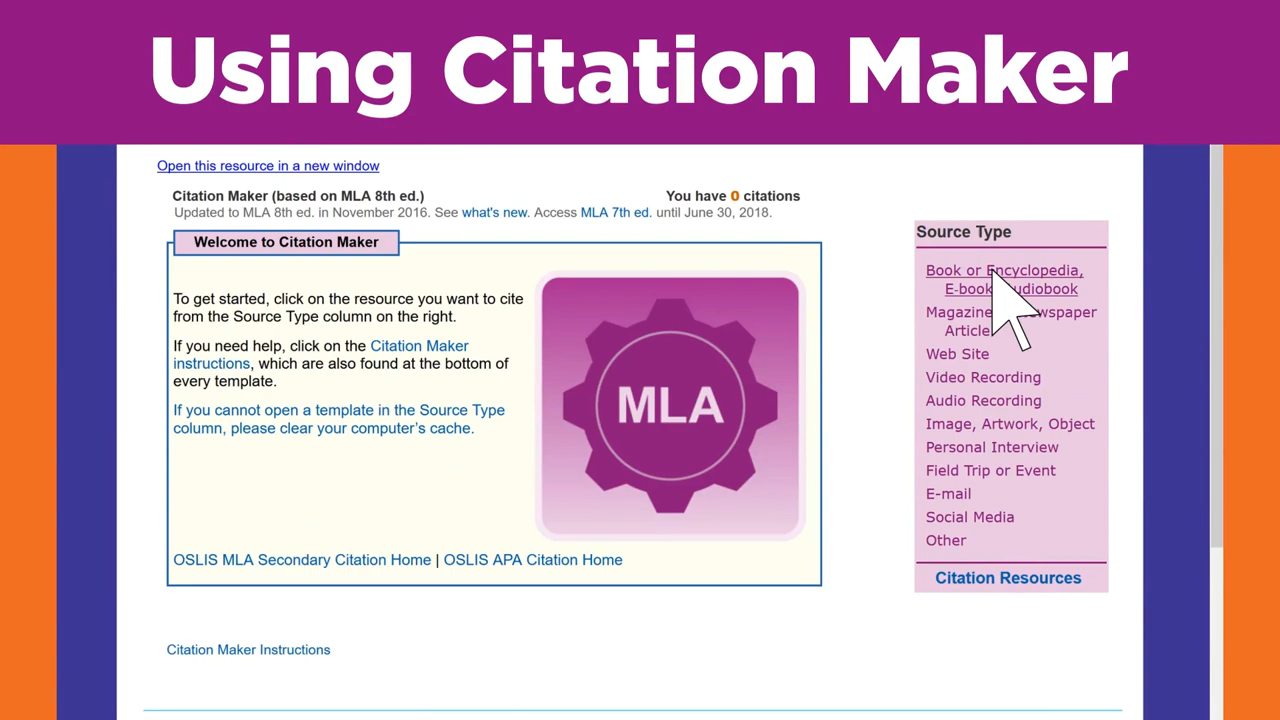 Using Citation Maker
Open this resource in a new window
Citation Maker (based on MLA 8th ed.)
You have 0 citations
Updated to MLA 8th ed. in November 2016. See what's new. Access MLA 7th ed. until June 30, 2018.
Welcome to Citation Maker
To get started, click on the resource you want to cite
from the Source Type column on the right.
If you need help, click on the Citation Maker
instructions, which are also found at the bottom of
every template.
If you cannot open a template in the Source Type
column, please clear your computer's cache.
MLA
OSLIS MLA Secondary Citation Home | OSLIS APA Citation Home
Source Type
Book or Encyclopedia,
E-book
Magazine
Article
Web Site
Video Recording
Audio Recording
Image, Artwork, Object
Personal Interview
Field Trip or Event
E-mail
Social Media
Other
Citation Resources
Citation Maker Instructions